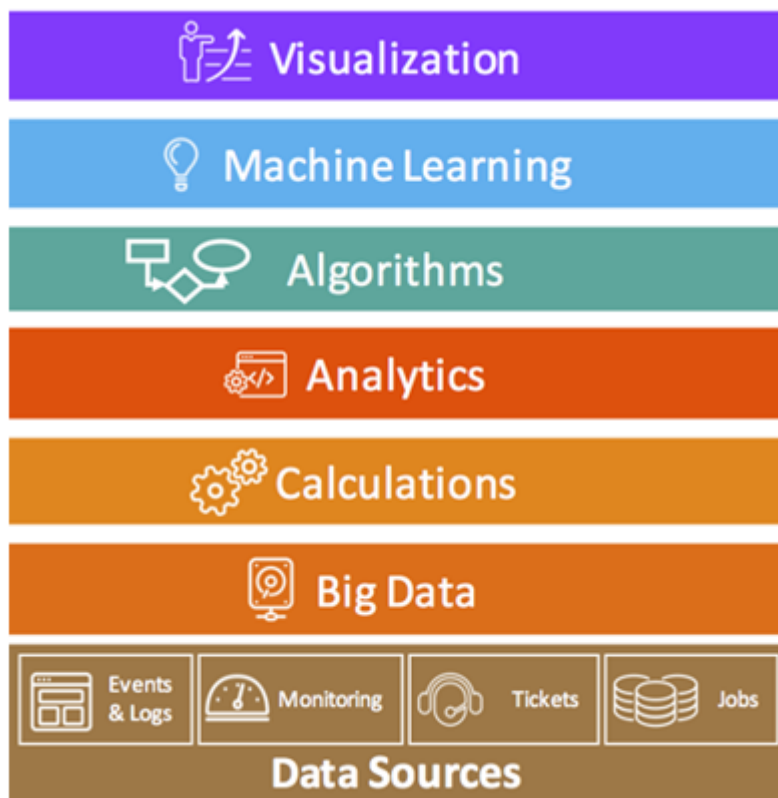 Visualization
Machine Learning
Algorithms
Analytics
</>
Calculations
Big Data
Events
& Logs
Monitoring
Tickets
Jobs
Data Sources